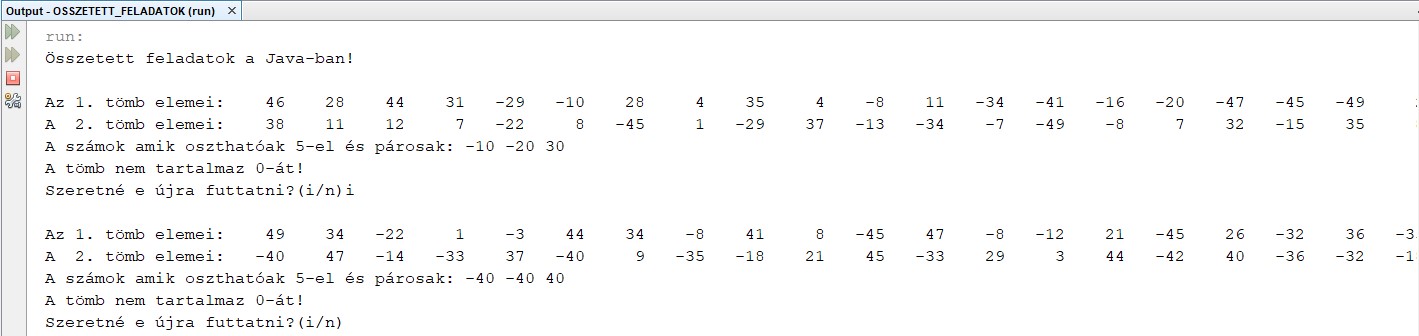 Output - OSSZETETT_FELADATOK (run) ×
run:
Összetett feladatok a Java-ban!
Az 1. tömb elemei: 46 28 44 31 -29 -10 28 4 35 4 -8 11 -34 -41 -16 -20 -47 -45 -49
A 2. tömb elemei: 38 11 12 7 -22 8 -45 1 -29 37 -13 -34 -7 -49 -8 7 32 -15 35
A számok amik oszthatóak 5-el és párosak: -10 -20 30
A tömb nem tartalmaz 0-át!
Szeretné e újra futtatni?(i/n)i
Az 1. tömb elemei: 49 34 -22 1 -3 44 34 -8 41 8 -45 47 -8 -12 21 -45 26 -32 36
A 2. tömb elemei: -40 47 -14 -33 37 -40 9 -35 -18 21 45 -33 29 3 44 -42 40 -36 -32
A számok amik oszthatóak 5-el és párosak: -40 -40 40
A tömb nem tartalmaz 0-át!
Szeretné e újra futtatni?(i/n)